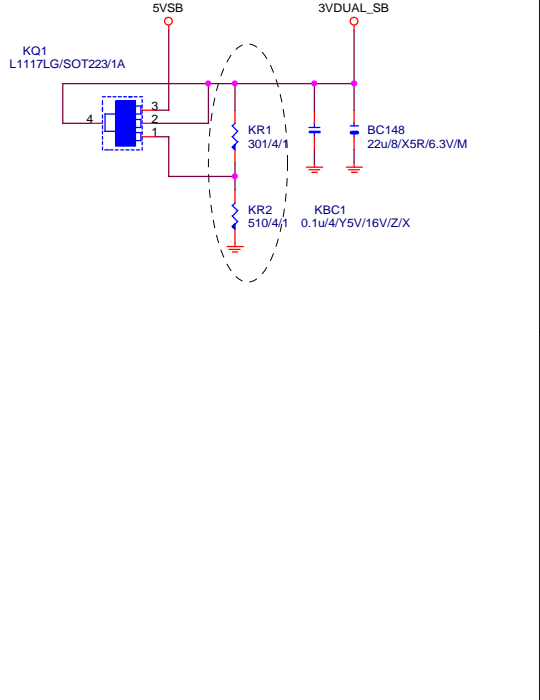 5VSB
3VDUAL_SB
KQ1
L1117LG/SOT223/1A
3
4
2
1
KR1
301/4/1
BC148
22u/8/X5R/6.3V/M
KR2
510/4/1
KBC1
0.1u/4/Y5V/16V/Z/X